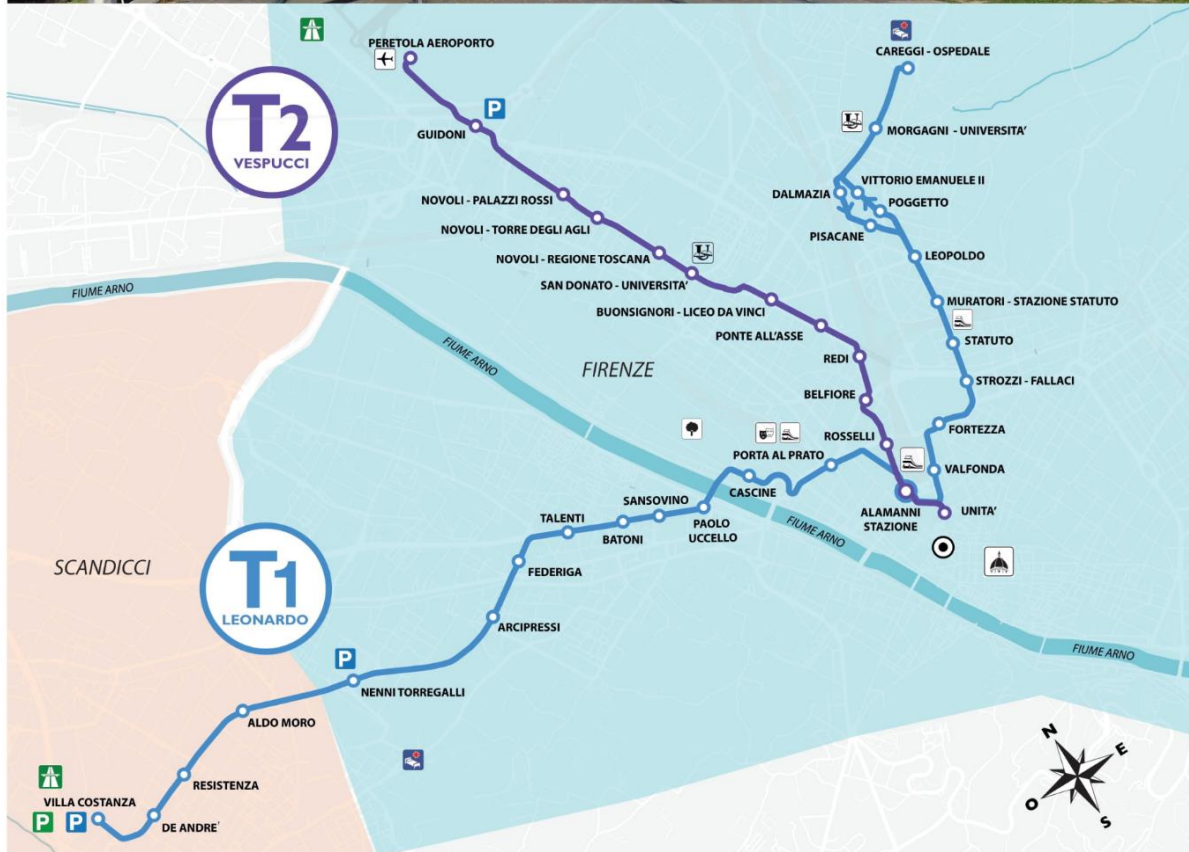 PERETOLA AEROPORTO
CAREGGI - OSPEDALE
T2
VESPUCCI
P
GUIDONI
MORGAGNI - UNIVERSITA'
NOVOLI - PALAZZI ROSSI
DALMAZIA
VITTORIO EMANUELE II
POGGETTO
NOVOLI - TORRE DEGLI AGLI
PISACANE
NOVOLI - REGIONE TOSCANA
LEOPOLDO
SAN DONATO - UNIVERSITA'
FIUME ARNO
BUONSIGNORI - LICEO DA VINCI
MURATORI - STAZIONE STATUTO
PONTE ALL'ASSE
STATUTO
FIUME ARNO
FIRENZE
REDI
STROZZI - FALLACI
BELFIORE
FORTEZZA
ROSSELLI
PORTA AL PRATO
VALFONDA
CASCINE
SANSOVINO
TALENTI
BATONI
PAOLO
UCCELLO
ALAMANNI
STAZIONE
UNITA'
FIUME ARNO
SCANDICCI
T1
LEONARDO
FEDERIGA
ARCIPRESSI
FIUME ARNO
P
NENNI TORREGALLI
ALDO MORO
N
E
O
S
RESISTENZA
VILLA COSTANZA
P P
DE ANDRE'